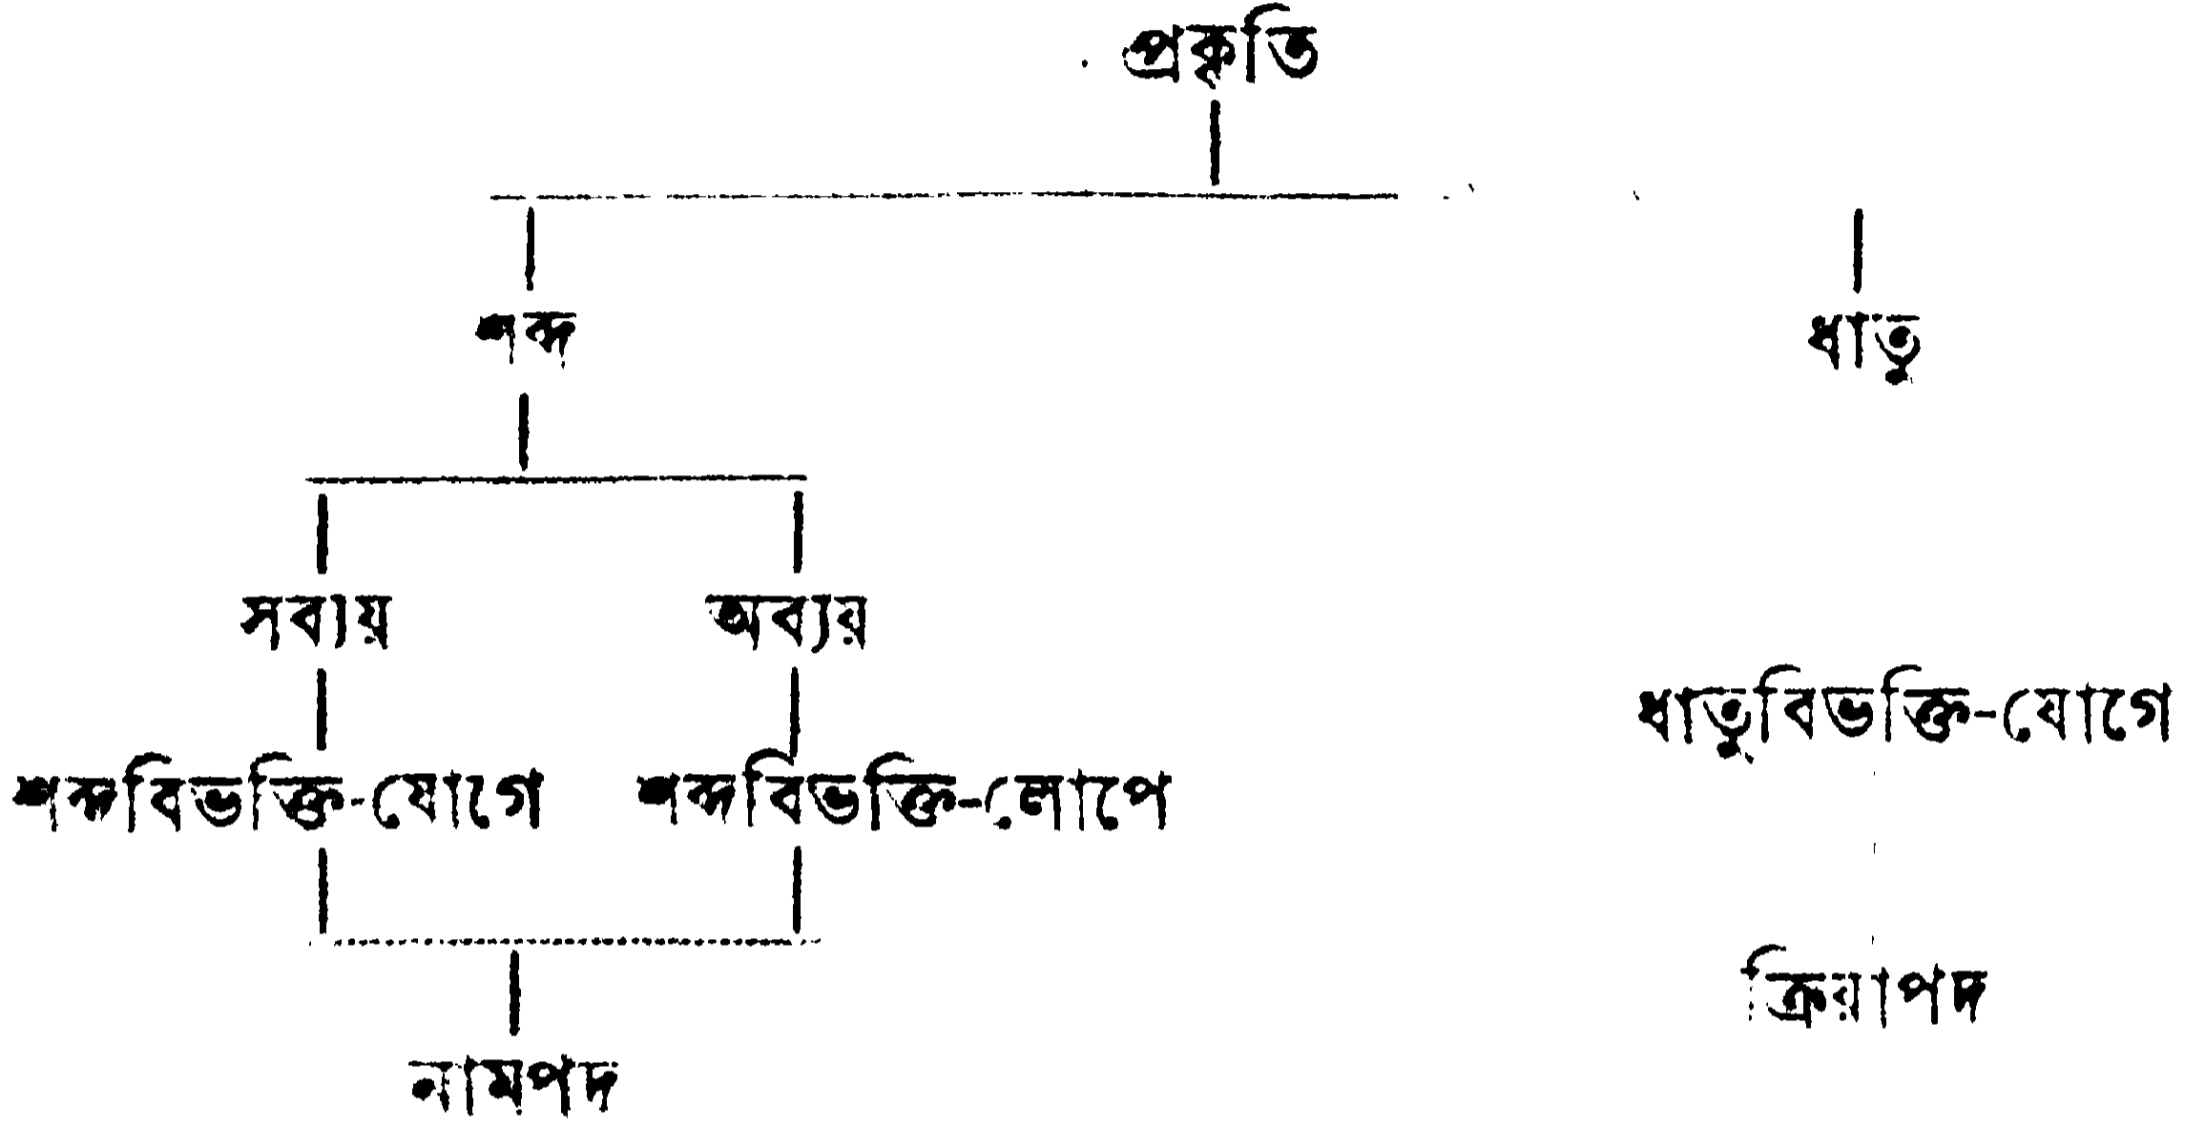 প্রকৃতি
শব্দ ধাতু
সব্যয় অব্যয়
ধাতুবিভক্তি-যোগে
শব্দবিভক্তি-যোগে শব্দবিভক্তি-লোপে
ক্রিয়াপদ
নামপদ